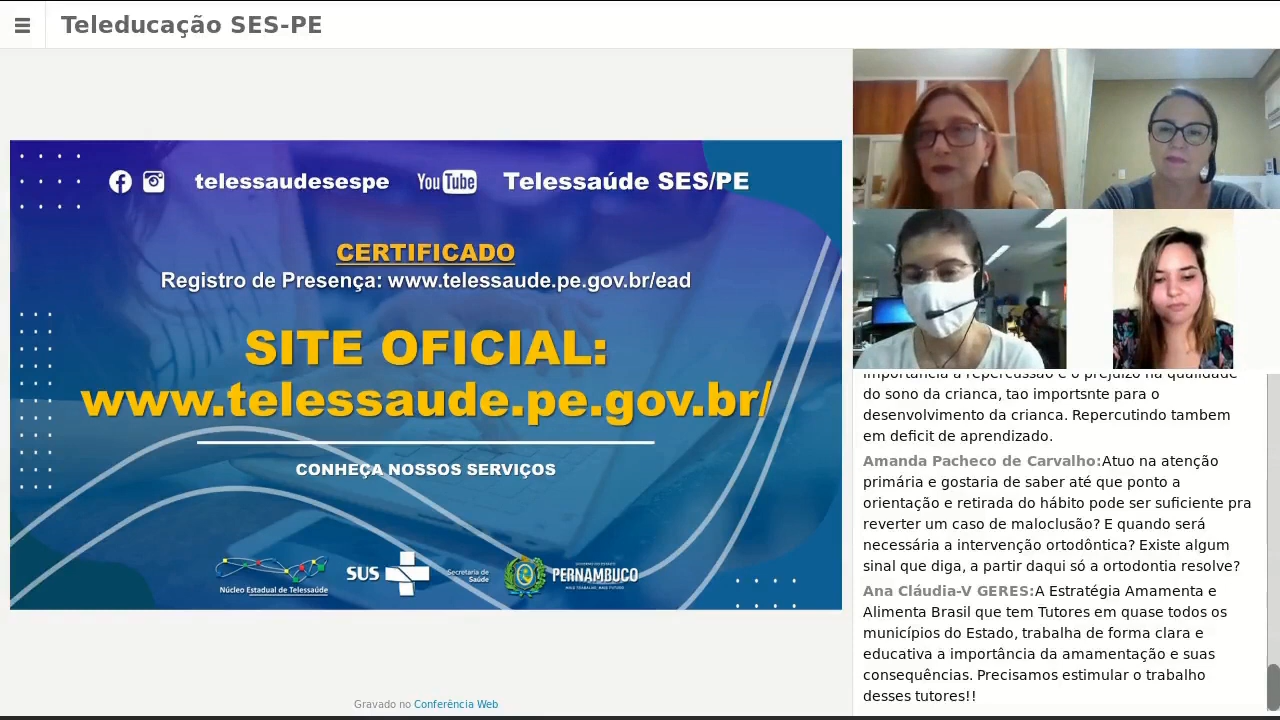 Teleducação SES-PE
telessaudesespe YouTube Telessaúde SES/PE
CERTIFICADO
Registro de Presença: www.telessaude.pe.gov.br/ead
SITE OFICIAL:
www.telessaude.pe.gov.br/
CONHEÇA NOSSOS SERVIÇOS
Núcleo Estadual de Telessaúde
SUS
Secretaria de
Saúde
PERNAMBUCO
Gravado no Conferência Web
importancia a repercussao e o prejuizo na qualidade
do sono da crianca, tao importsnte para o
desenvolvimento da crianca. Repercutindo tambem
em deficit de aprendizado.
Amanda Pacheco de Carvalho:Atuo na atenção
primária e gostaria de saber até que ponto a
orientação e retirada do hábito pode ser suficiente pra
reverter um caso de maloclusão? E quando será
necessária a intervenção ortodôntica? Existe algum
sinal que diga, a partir daqui só a ortodontia resolve?
Ana Cláudia-V GERES:A Estratégia Amamenta e
Alimenta Brasil que tem Tutores em quase todos os
municípios do Estado, trabalha de forma clara e
educativa a importância da amamentação e suas
consequências. Precisamos estimular o trabalho
desses tutores!!